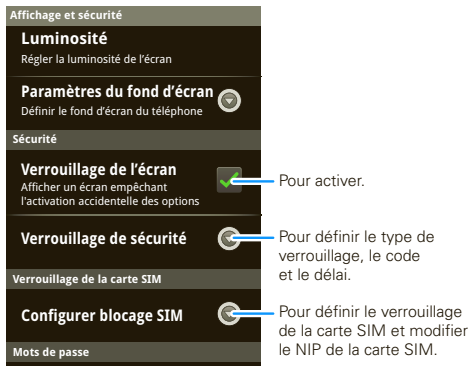 Affichage et sécurité
Luminosité
Régler la luminosité de l'écran
Paramètres du fond d'écran
Définir le fond d'écran du téléphone
Sécurité
Verrouillage de l'écran
Afficher un écran empêchant
l'activation accidentelle des options
Pour activer.
Verrouillage de sécurité
Pour définir le type de
verrouillage, le code
et le délai.
Verrouillage de la carte SIM
Configurer blocage SIM
Pour définir le verrouillage
de la carte SIM et modifier
le NIP de la carte SIM.
Mots de passe